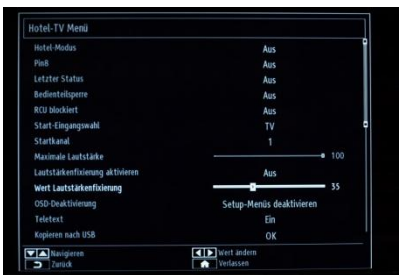 Hotel-TV Menü
Hotel-Modus Aus
Pin8 Aus
Letzter Status Aus
Bedienteilsperre Aus
RCU blockiert Aus
Start-Eingangswahl TV
Startkanal 1
Maximale Lautstärke 100
Lautstärkenfixierung aktivieren Aus
Wert Lautstärkenfixierung 35
OSD-Deaktivierung Setup-Menüs deaktivieren
Teletext Ein
Kopieren nach USB OK
Navigieren Wert ändern
Zurück Verlassen